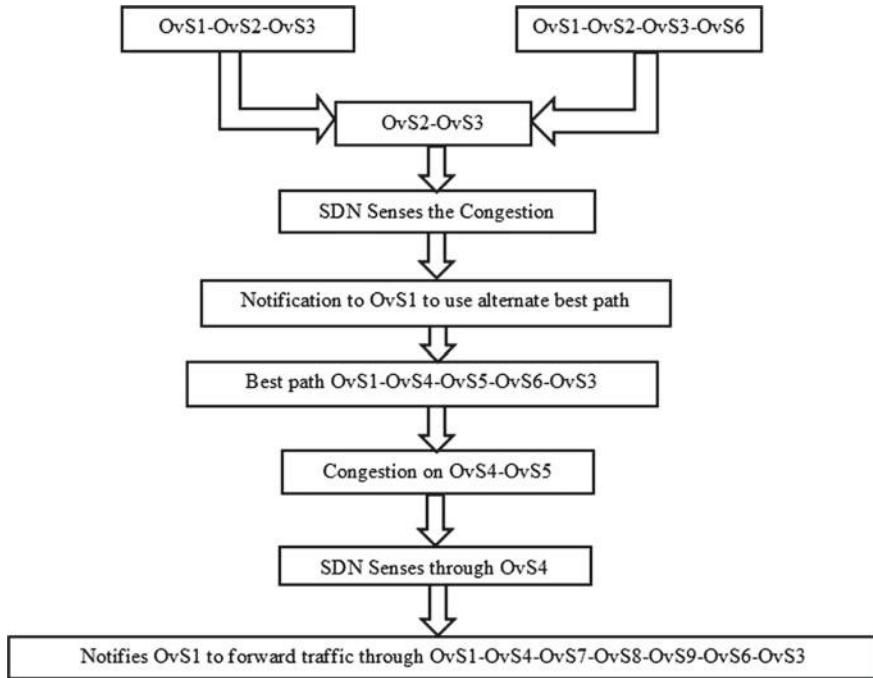 OvS1-OvS2-OvS3
OvS1-OvS2-OvS3-OvS6
OvS2-OvS3
SDN Senses the Congestion
Notification to OvS1 to use alternate best path
Best path OvS1-OvS4-OvS5-OvS6-OvS3
Congestion on OvS4-OvS5
SDN Senses through OvS4
Notifies OvS1 to forward traffic through OvS1-OvS4-OvS7-OvS8-OvS9-OvS6-OvS3